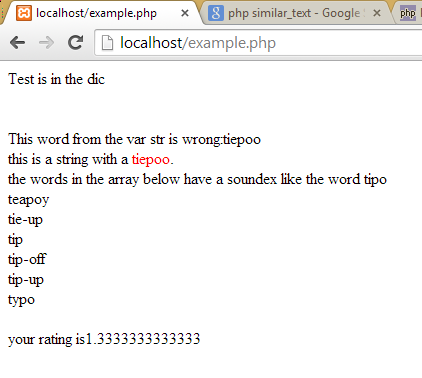 localhost/example.php
php similar_text - Google
php
localhost/example.php
Test is in the dic
This word from the var str is wrong:tiepoo
this is a string with a tiepoo.
the words in the array below have a soundex like the word tipo
teapoy
tie-up
tip
tip-off
tip-up
typo
your rating is1.3333333333333